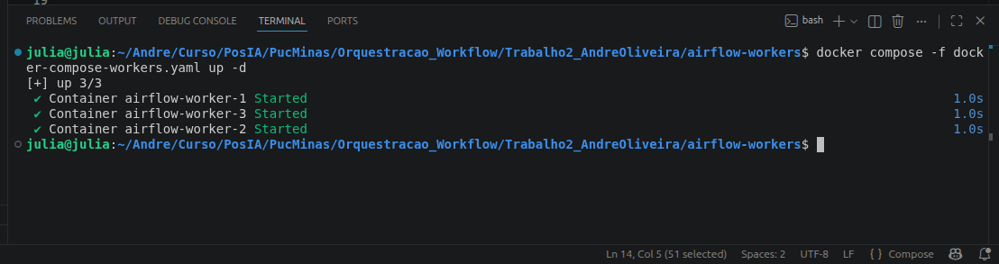 19
PROBLEMS OUTPUT DEBUG CONSOLE TERMINAL PORTS bash
julia@julia:~/Andre/Curso/PosIA/PucMinas/Orquestracao_Workflow/Trabalho2_AndreOliveira/airflow-workers$ docker compose -f dock
er-compose-workers.yaml up -d
[+] up 3/3
✔ Container airflow-worker-1 Started 1.0s
✔ Container airflow-worker-3 Started 1.0s
✔ Container airflow-worker-2 Started 1.0s
julia@julia:~/Andre/Curso/PosIA/PucMinas/Orquestracao_Workflow/Trabalho2_AndreOliveira/airflow-workers$
Ln 14, Col 5 (51 selected) Spaces: 2 UTF-8 LF { } Compose